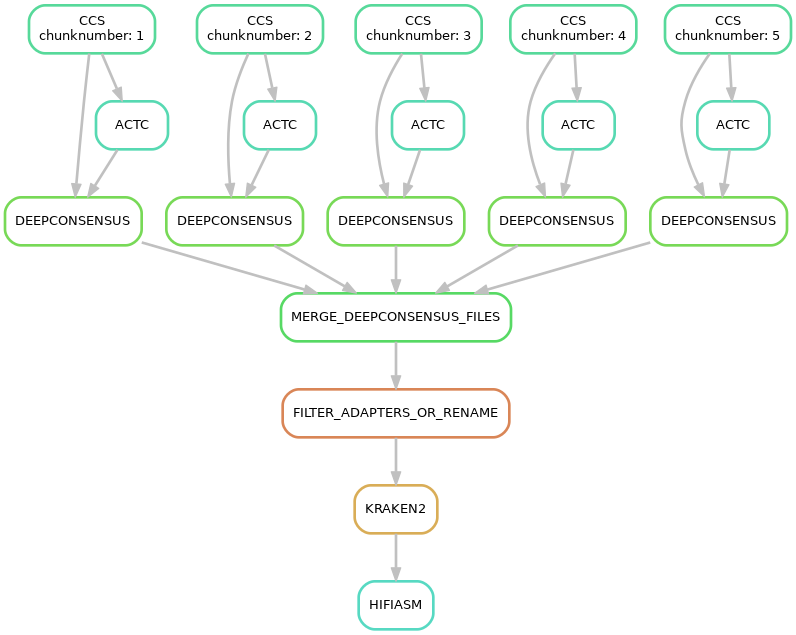 CCS
chunknumber: 1
CCS
chunknumber: 2
CCS
chunknumber: 3
CCS
chunknumber: 4
CCS
chunknumber: 5
ACTC
ACTC
ACTC
ACTC
ACTC
DEEPCONSENSUS
DEEPCONSENSUS
DEEPCONSENSUS
DEEPCONSENSUS
DEEPCONSENSUS
MERGE_DEEPCONSENSUS_FILES
FILTER_ADAPTERS_OR_RENAME
KRAKEN2
HIFIASM